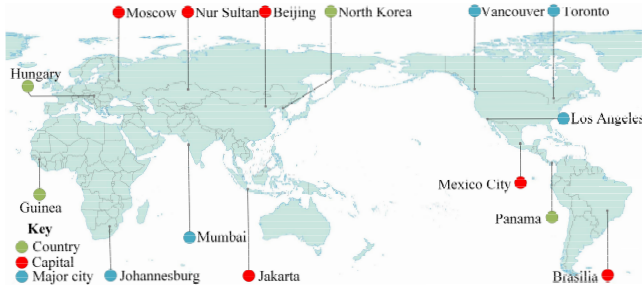 Moscow
Nur Sultan
Beijing
North Korea
Vancouver
Toronto
Hungary
Los Angeles
Mexico City
Guinea
Panama
Key
Country
Mumbai
Capital
Major city
Johannesburg
Jakarta
Brasilia